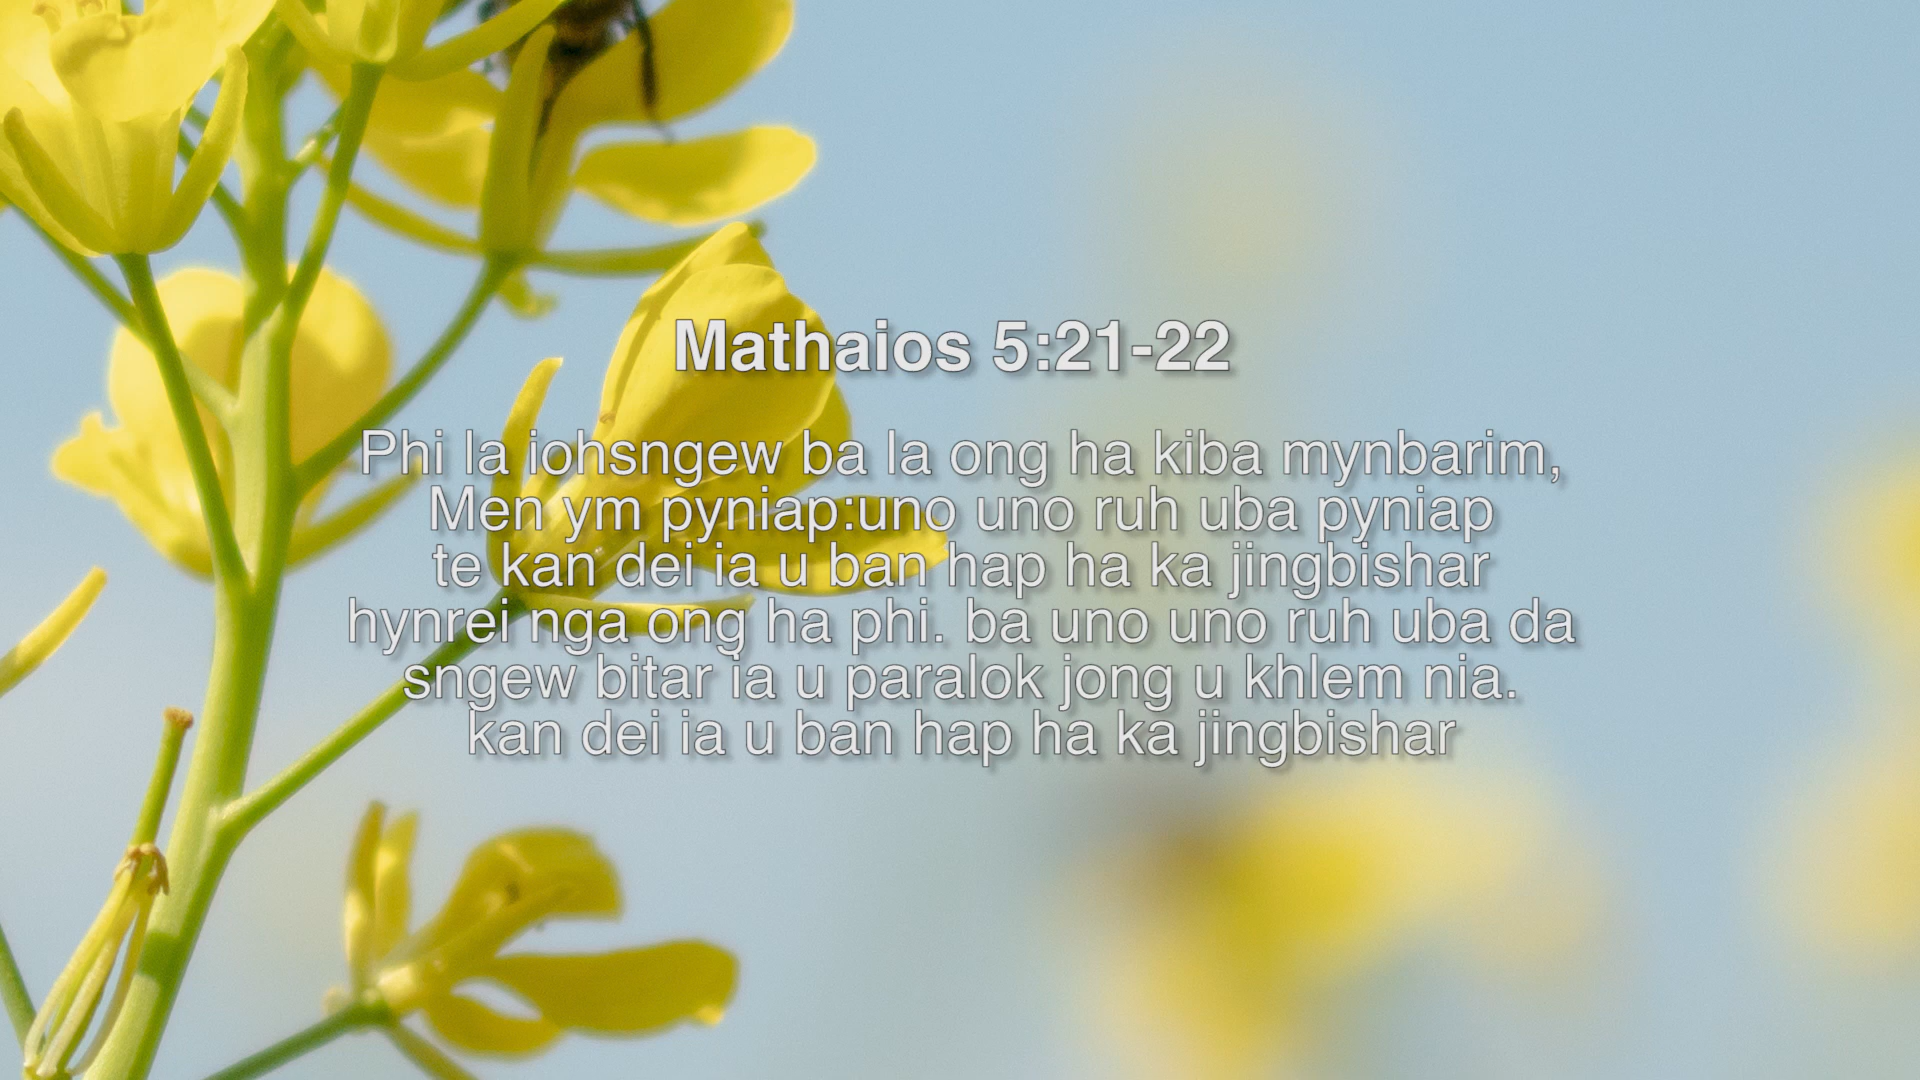 Mathaios 5:21-22
Phi la iohsngew ba la ong ha kiba mynbarim,
Men ym pyniap:uno uno ruh uba pyniap
te kan dei ia u ban hap ha ka jingbishar
hynrei nga ong ha phi. ba uno uno ruh uba da
sngew bitar ia u paralok jong u khlem nia.
kan dei ia u ban hap ha ka jingbishar